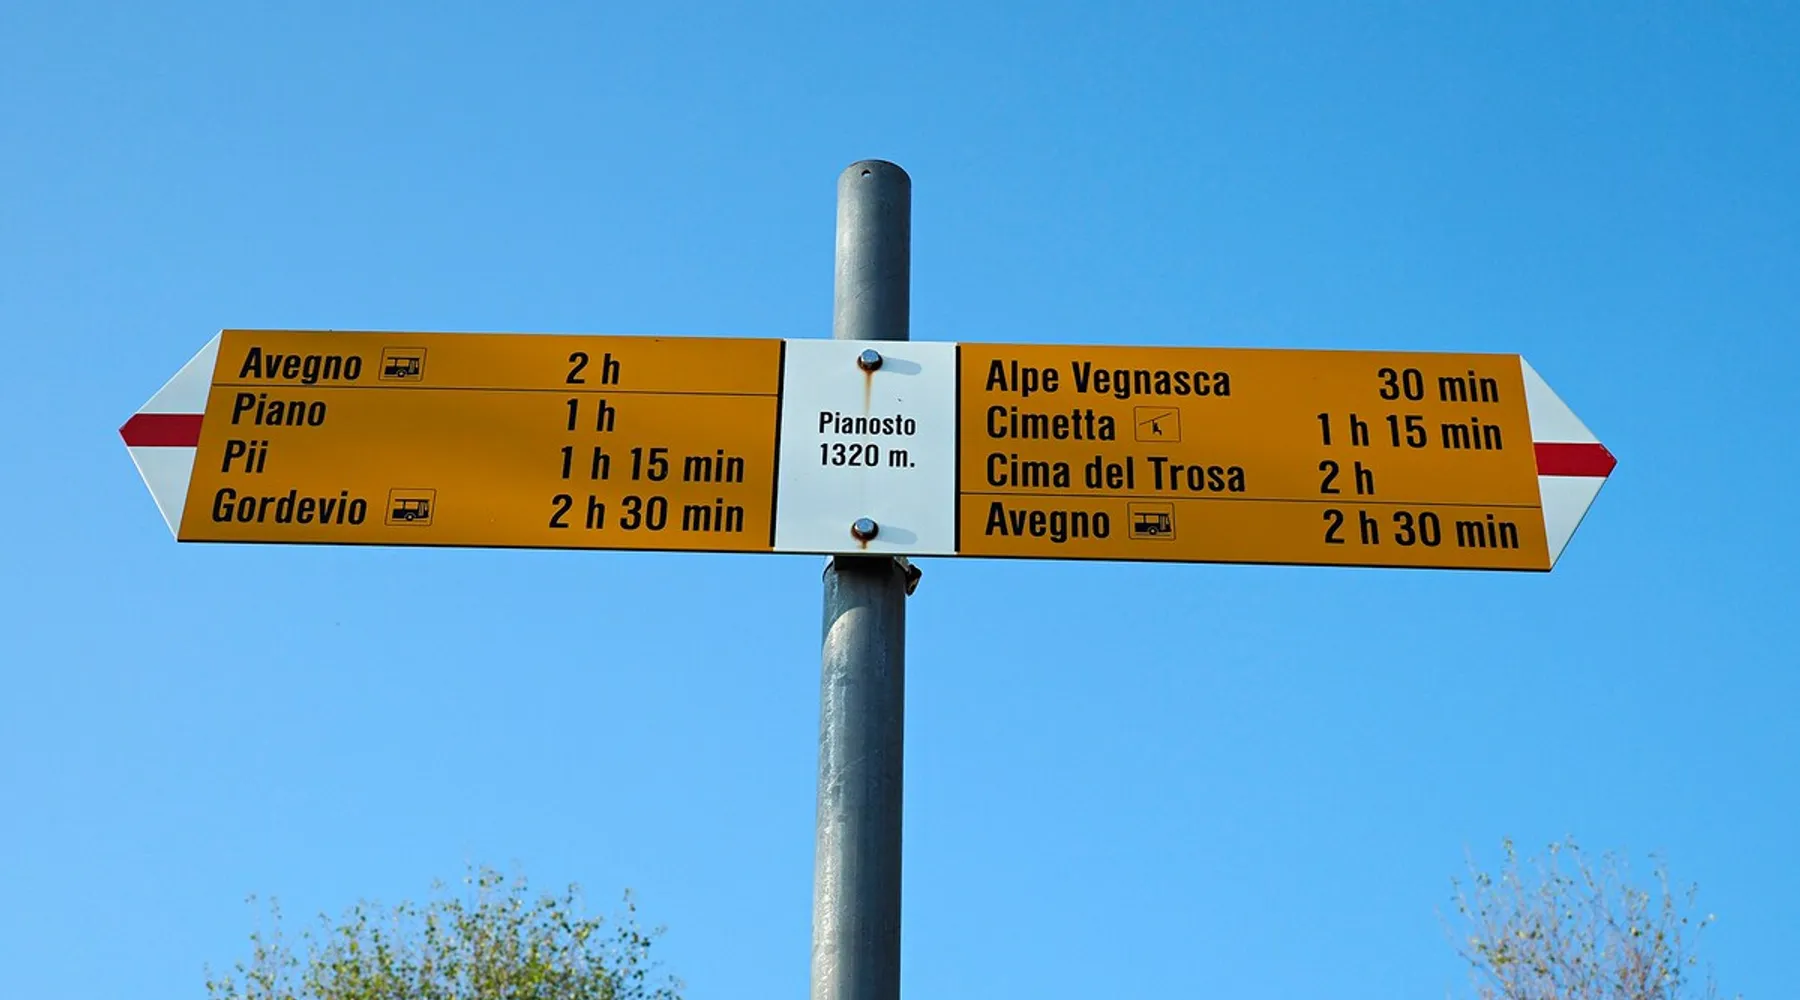 Avegno 2 h
Piano 1 h
Pii 1 h 15 min
Gordevio 2 h 30 min
Pianosto
1320 m.
Alpe Vegnasca 30 min
Cimetta 1 h 15 min
Cima del Trosa 2 h
Avegno 2 h 30 min